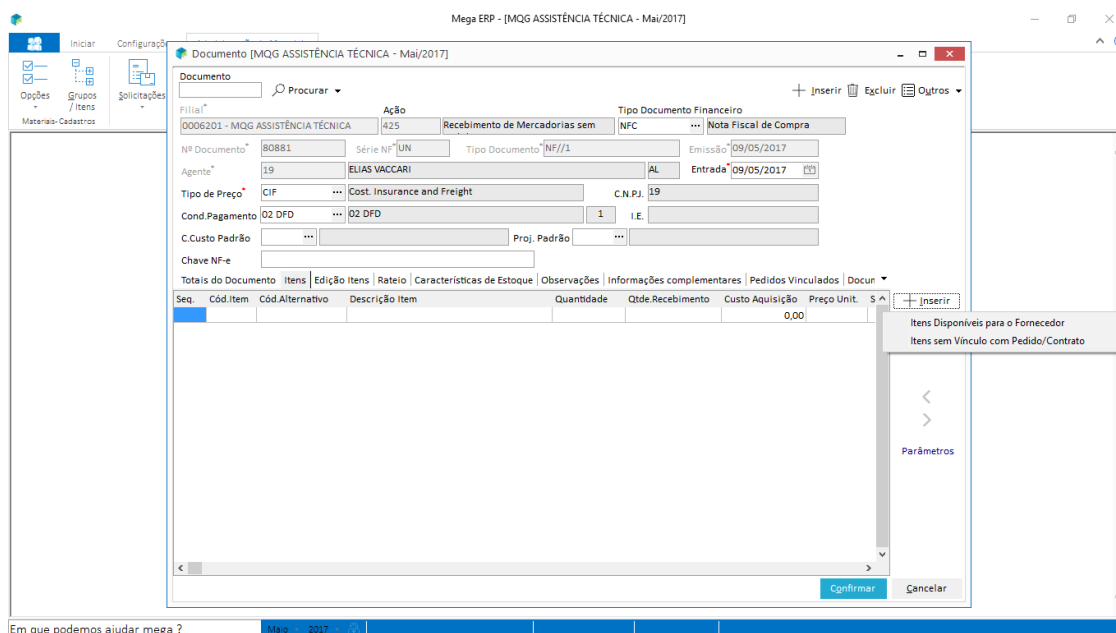 Mega ERP - [MQG ASSISTÊNCIA TÉCNICA - Mai/2017]
Iniciar
Opções
Grupos / Itens
Solicitações
Materiais- Cadastros
Documento [MQG ASSISTÊNCIA TÉCNICA - Mai/2017]
Documento
Procurar
Inserir Excluir Outros
Filial* Ação Tipo Documento Financeiro
0006201 - MQG ASSISTÊNCIA TÉCNICA 425 Recebimento de Mercadorias sem NFC ... Nota Fiscal de Compra
Nº Documento* 80881 Série NF* UN Tipo Documento* NF//1 Emissão* 09/05/2017
Agente* 19 ELIAS VACCARI AL Entrada* 09/05/2017
Tipo de Preço* CIF ... Cost. Insurance and Freight C.N.P.J. 19
Cond.Pagamento 02 DFD ... 02 DFD 1 I.E.
C.Custo Padrão ... Proj. Padrão ...
Chave NF-e
Totais do Documento Itens Edição Itens Rateio Características de Estoque Observações Informações complementares Pedidos Vinculados Docun
Seq. Cód.Item Cód.Alternativo Descrição Item Quantidade Qtde.Recebimento Custo Aquisição Preço Unit. S
0,00
Inserir
Itens Disponíveis para o Fornecedor
Itens sem Vínculo com Pedido/Contrato
Parâmetros
Confirmar Cancelar
Em que podemos ajudar mega ?
Maio 2017